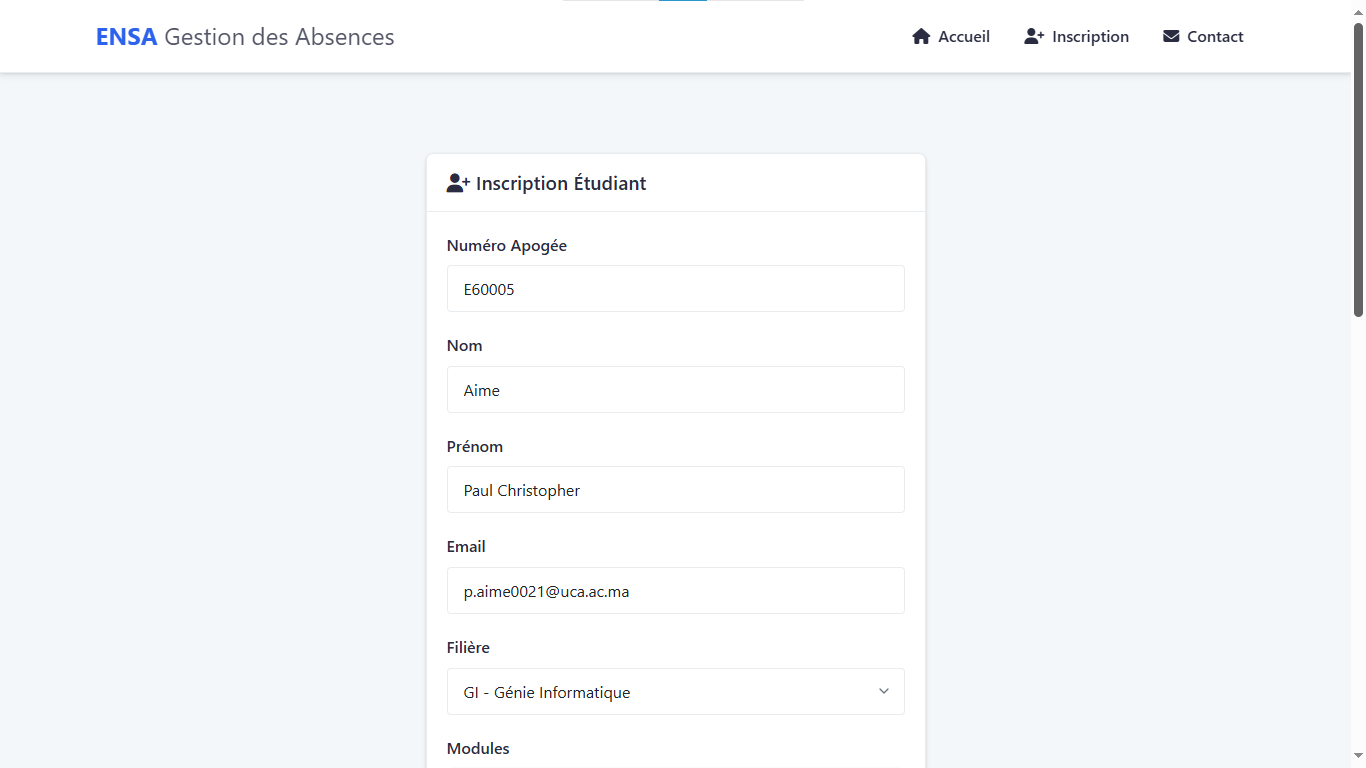 ENSA Gestion des Absences
Accueil
Inscription
Contact
Inscription Étudiant
Numéro Apogée
E60005
Nom
Aime
Prénom
Paul Christopher
Email
p.aime0021@uca.ac.ma
Filière
GI - Génie Informatique
Modules